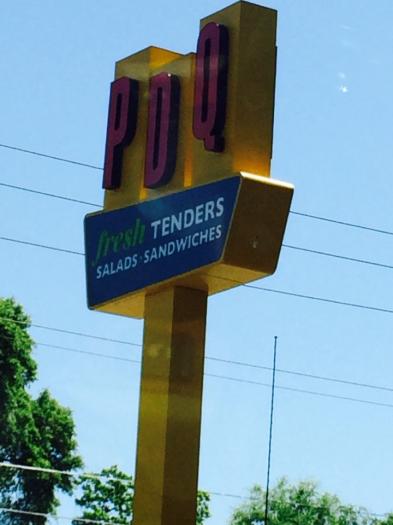 PDQ
fresh TENDERS
SALADS · SANDWICHES